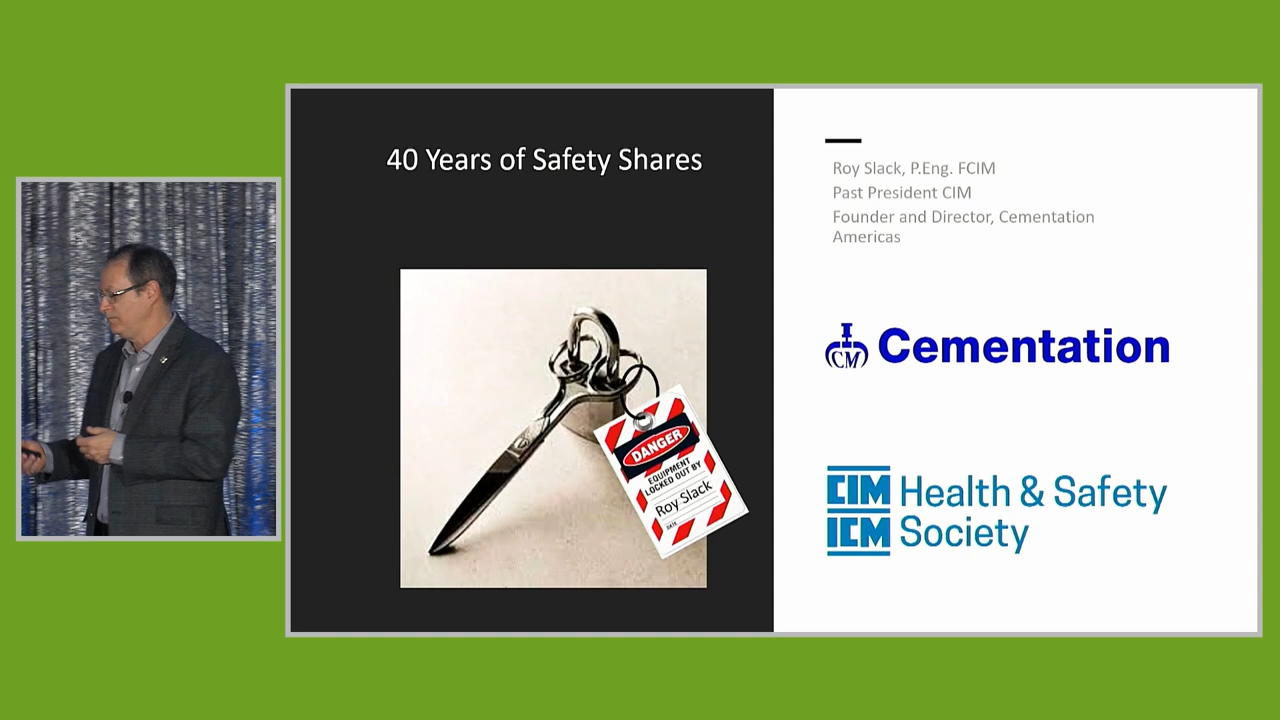 40 Years of Safety Shares
DANGER
EQUIPMENT
LOCKED OUT BY
Roy Slack
DATE
Roy Slack, P.Eng. FCIM
Past President CIM
Founder and Director, Cementation
Americas
CM Cementation
CIM Health & Safety
ICM Society